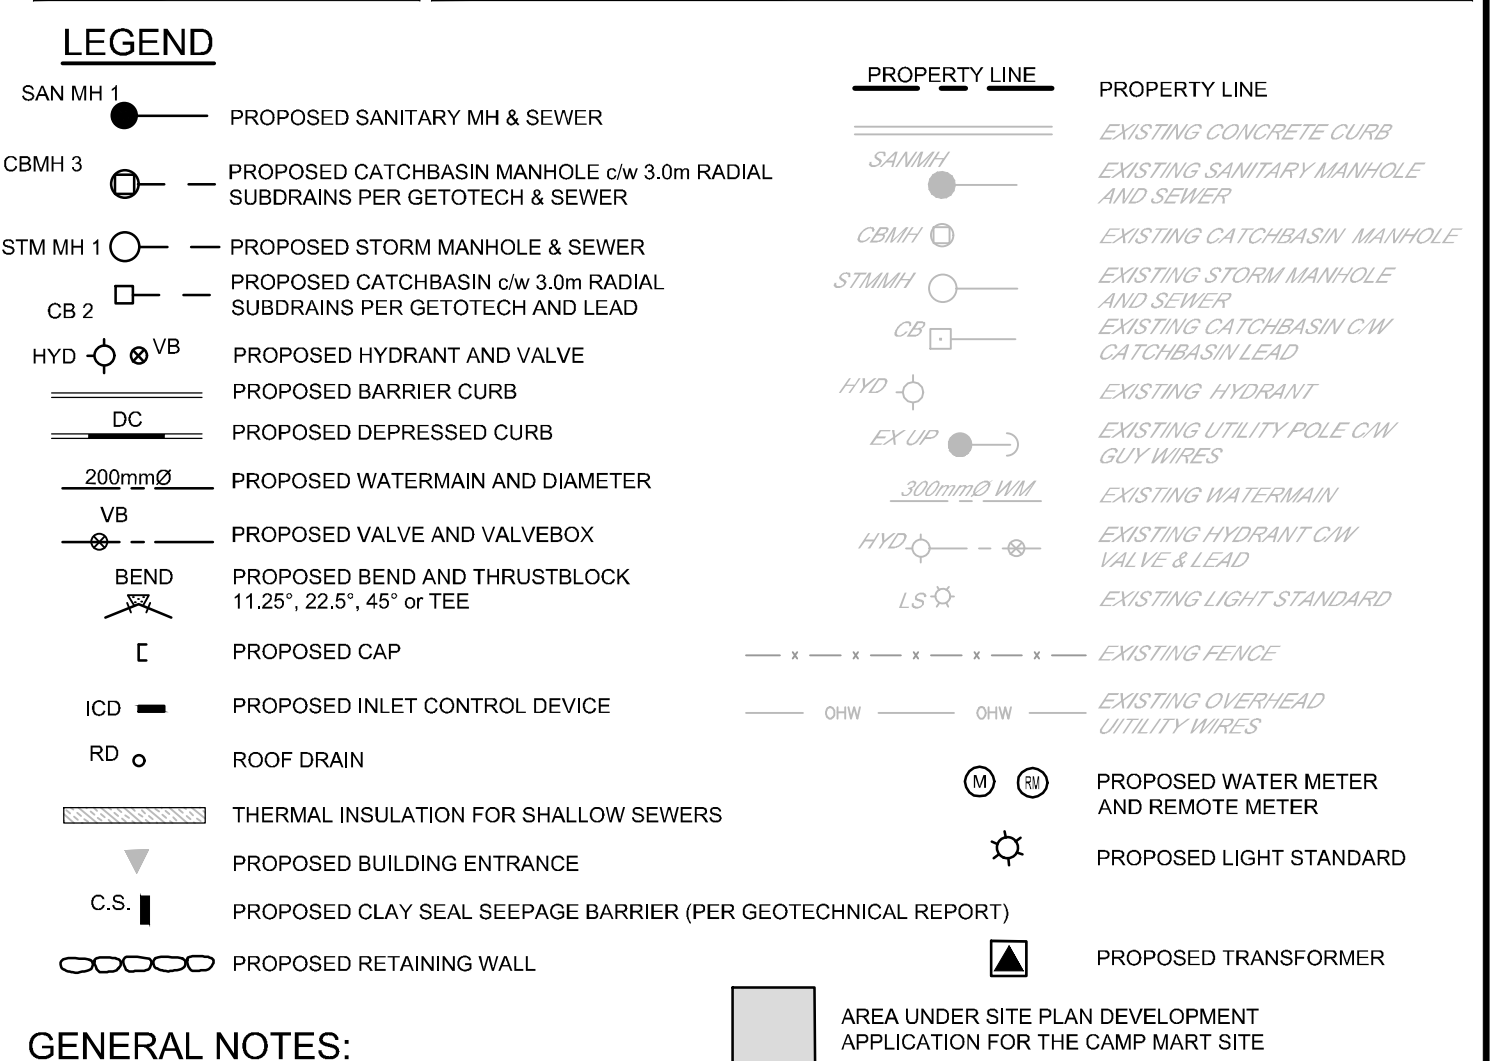 LEGEND
SAN MH 1
PROPOSED SANITARY MH & SEWER
CBMH 3
PROPOSED CATCHBASIN MANHOLE c/w 3.0m RADIAL
SUBDRAINS PER GETOTECH & SEWER
STM MH 1
PROPOSED STORM MANHOLE & SEWER
CB 2
PROPOSED CATCHBASIN c/w 3.0m RADIAL
SUBDRAINS PER GETOTECH AND LEAD
HYD
VB
PROPOSED HYDRANT AND VALVE
PROPOSED BARRIER CURB
DC
PROPOSED DEPRESSED CURB
200mmØ
PROPOSED WATERMAIN AND DIAMETER
VB
PROPOSED VALVE AND VALVEBOX
BEND
PROPOSED BEND AND THRUSTBLOCK
11.25°, 22.5°, 45° or TEE
PROPOSED CAP
ICD
PROPOSED INLET CONTROL DEVICE
RD
ROOF DRAIN
THERMAL INSULATION FOR SHALLOW SEWERS
PROPOSED BUILDING ENTRANCE
C.S.
PROPOSED CLAY SEAL SEEPAGE BARRIER (PER GEOTECHNICAL REPORT)
PROPOSED RETAINING WALL
PROPERTY LINE
PROPERTY LINE
EXISTING CONCRETE CURB
SANMH
EXISTING SANITARY MANHOLE
AND SEWER
CBMH
EXISTING CATCHBASIN MANHOLE
STMMH
EXISTING STORM MANHOLE
AND SEWER
CB
EXISTING CATCHBASIN C/W
CATCHBASIN LEAD
HYD
EXISTING HYDRANT
EX UP
EXISTING UTILITY POLE C/W
GUY WIRES
300mmØ WM
EXISTING WATERMAIN
HYD
EXISTING HYDRANT C/W
VALVE & LEAD
LS
EXISTING LIGHT STANDARD
x x x x x
EXISTING FENCE
OHW OHW
EXISTING OVERHEAD
UITILITY WIRES
M RM
PROPOSED WATER METER
AND REMOTE METER
PROPOSED LIGHT STANDARD
PROPOSED TRANSFORMER
AREA UNDER SITE PLAN DEVELOPMENT
APPLICATION FOR THE CAMP MART SITE
GENERAL NOTES: